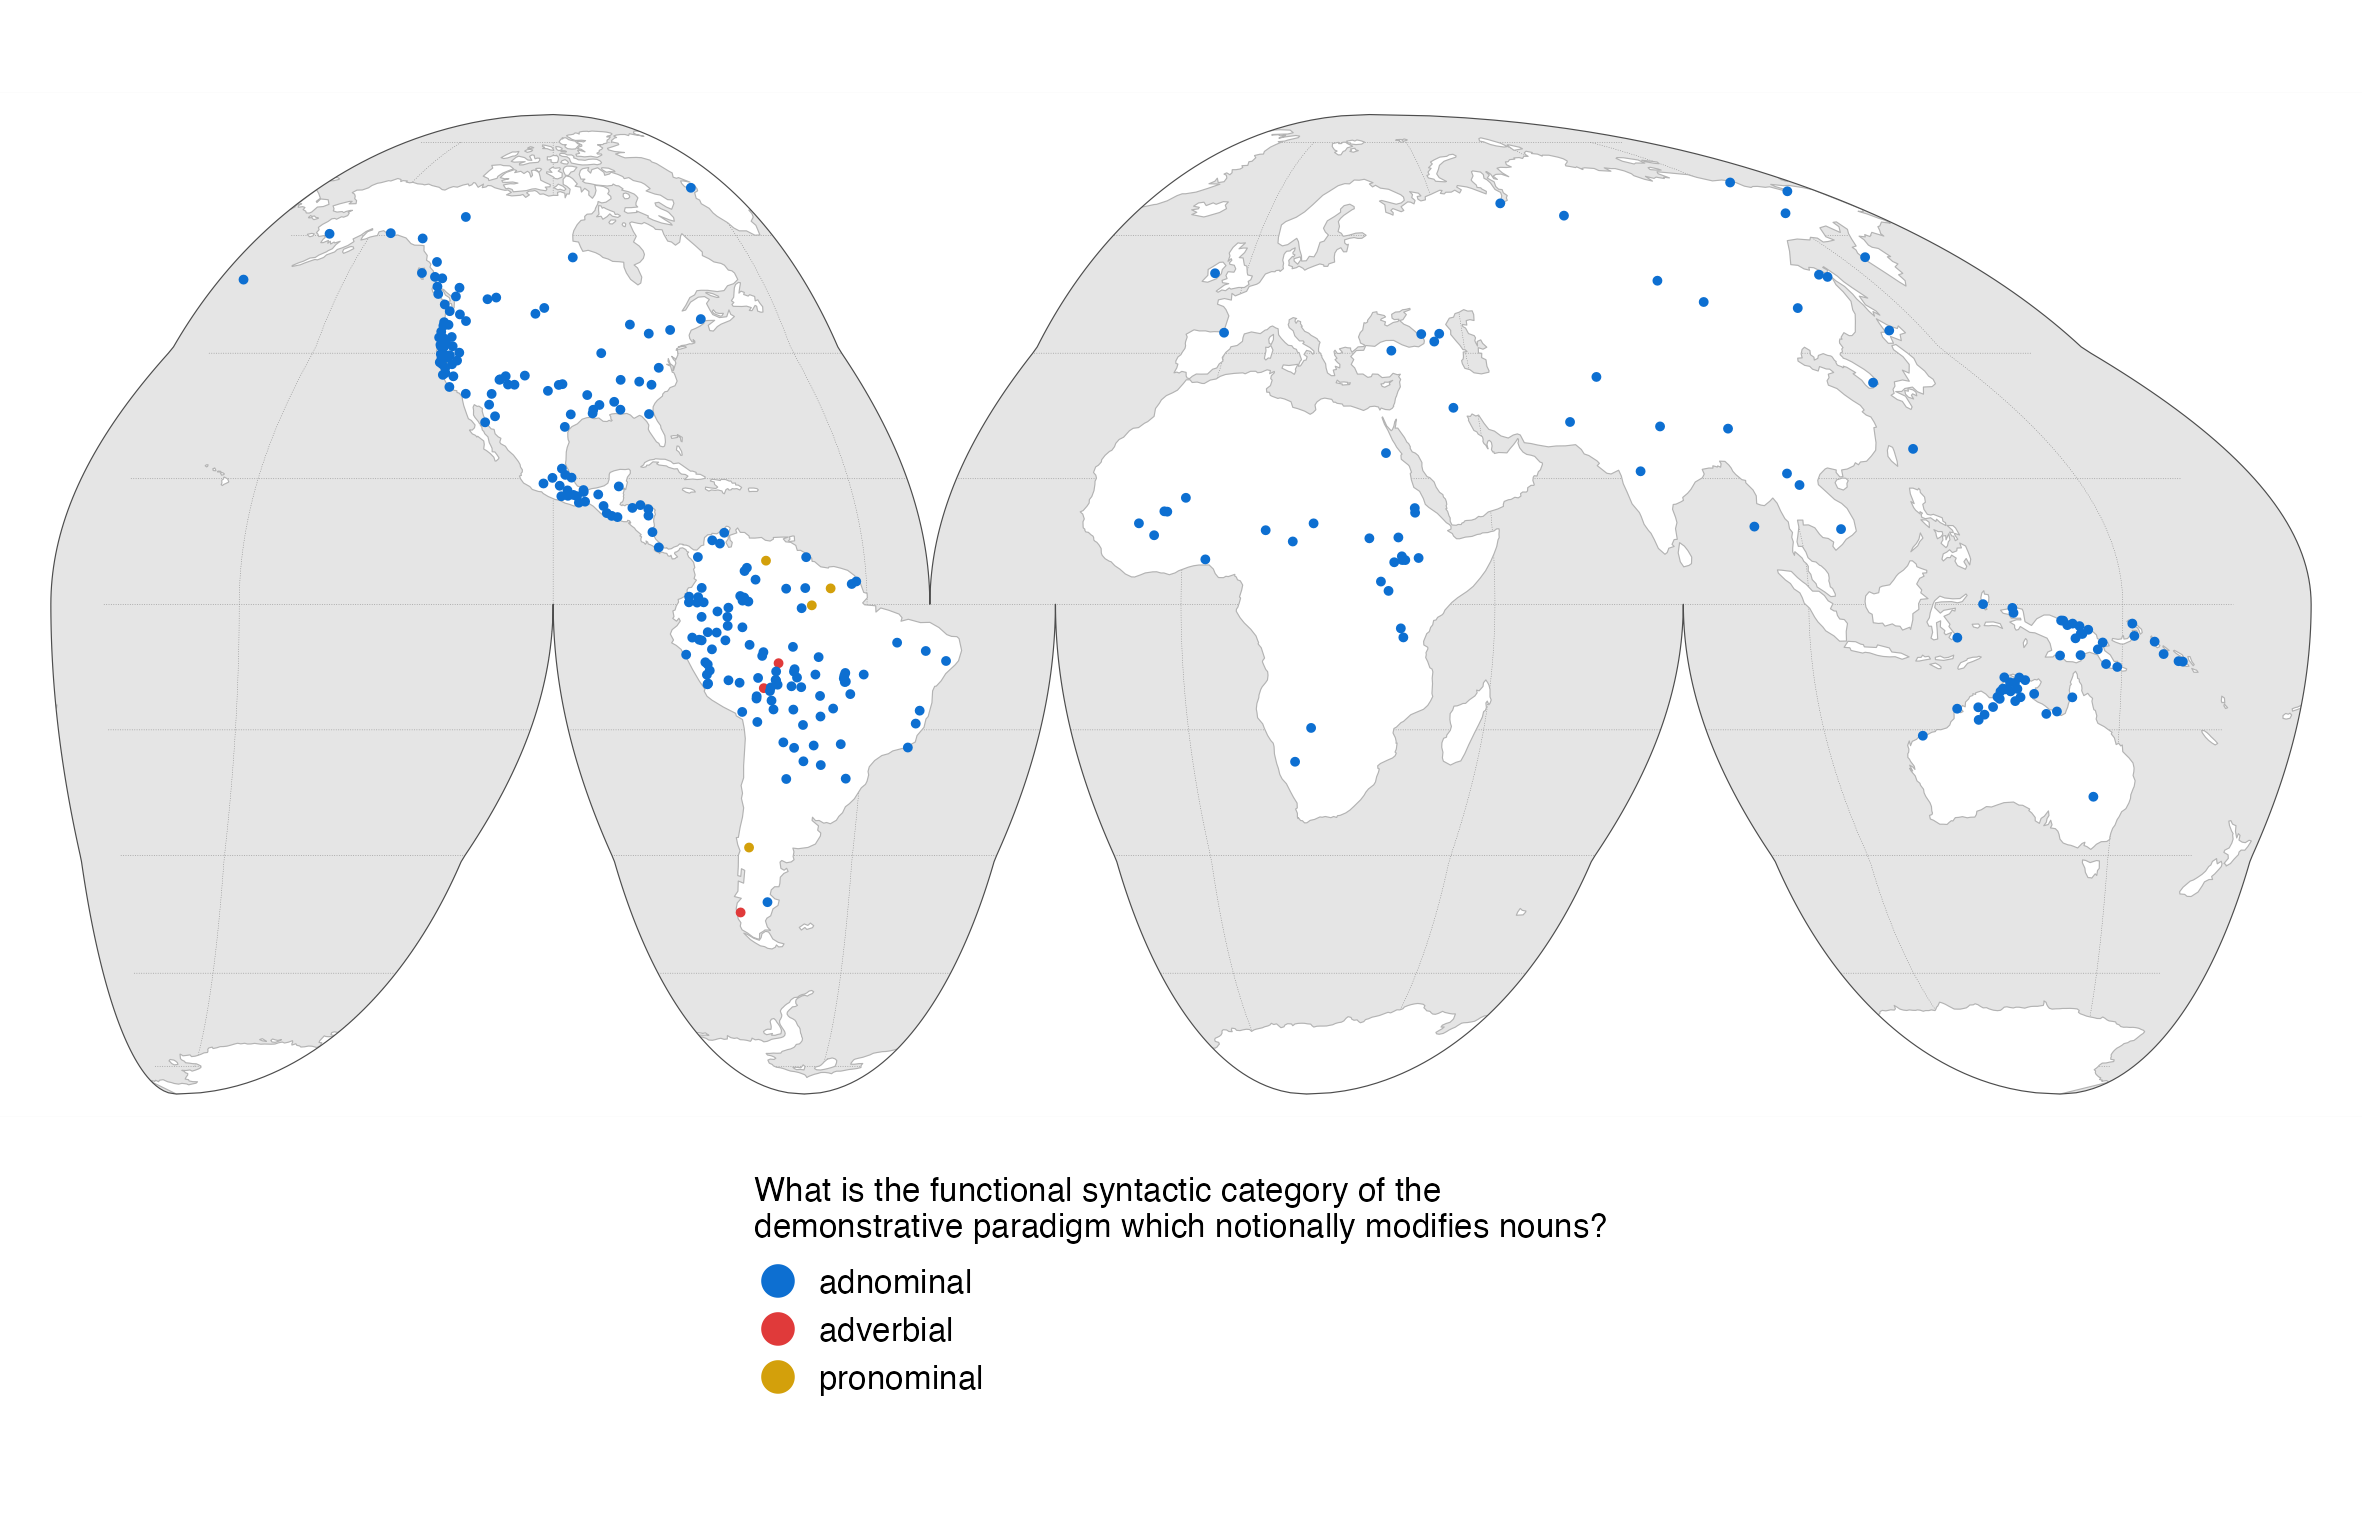 What is the functional syntactic category of the
demonstrative paradigm which notionally modifies nouns?
adnominal
adverbial
pronominal